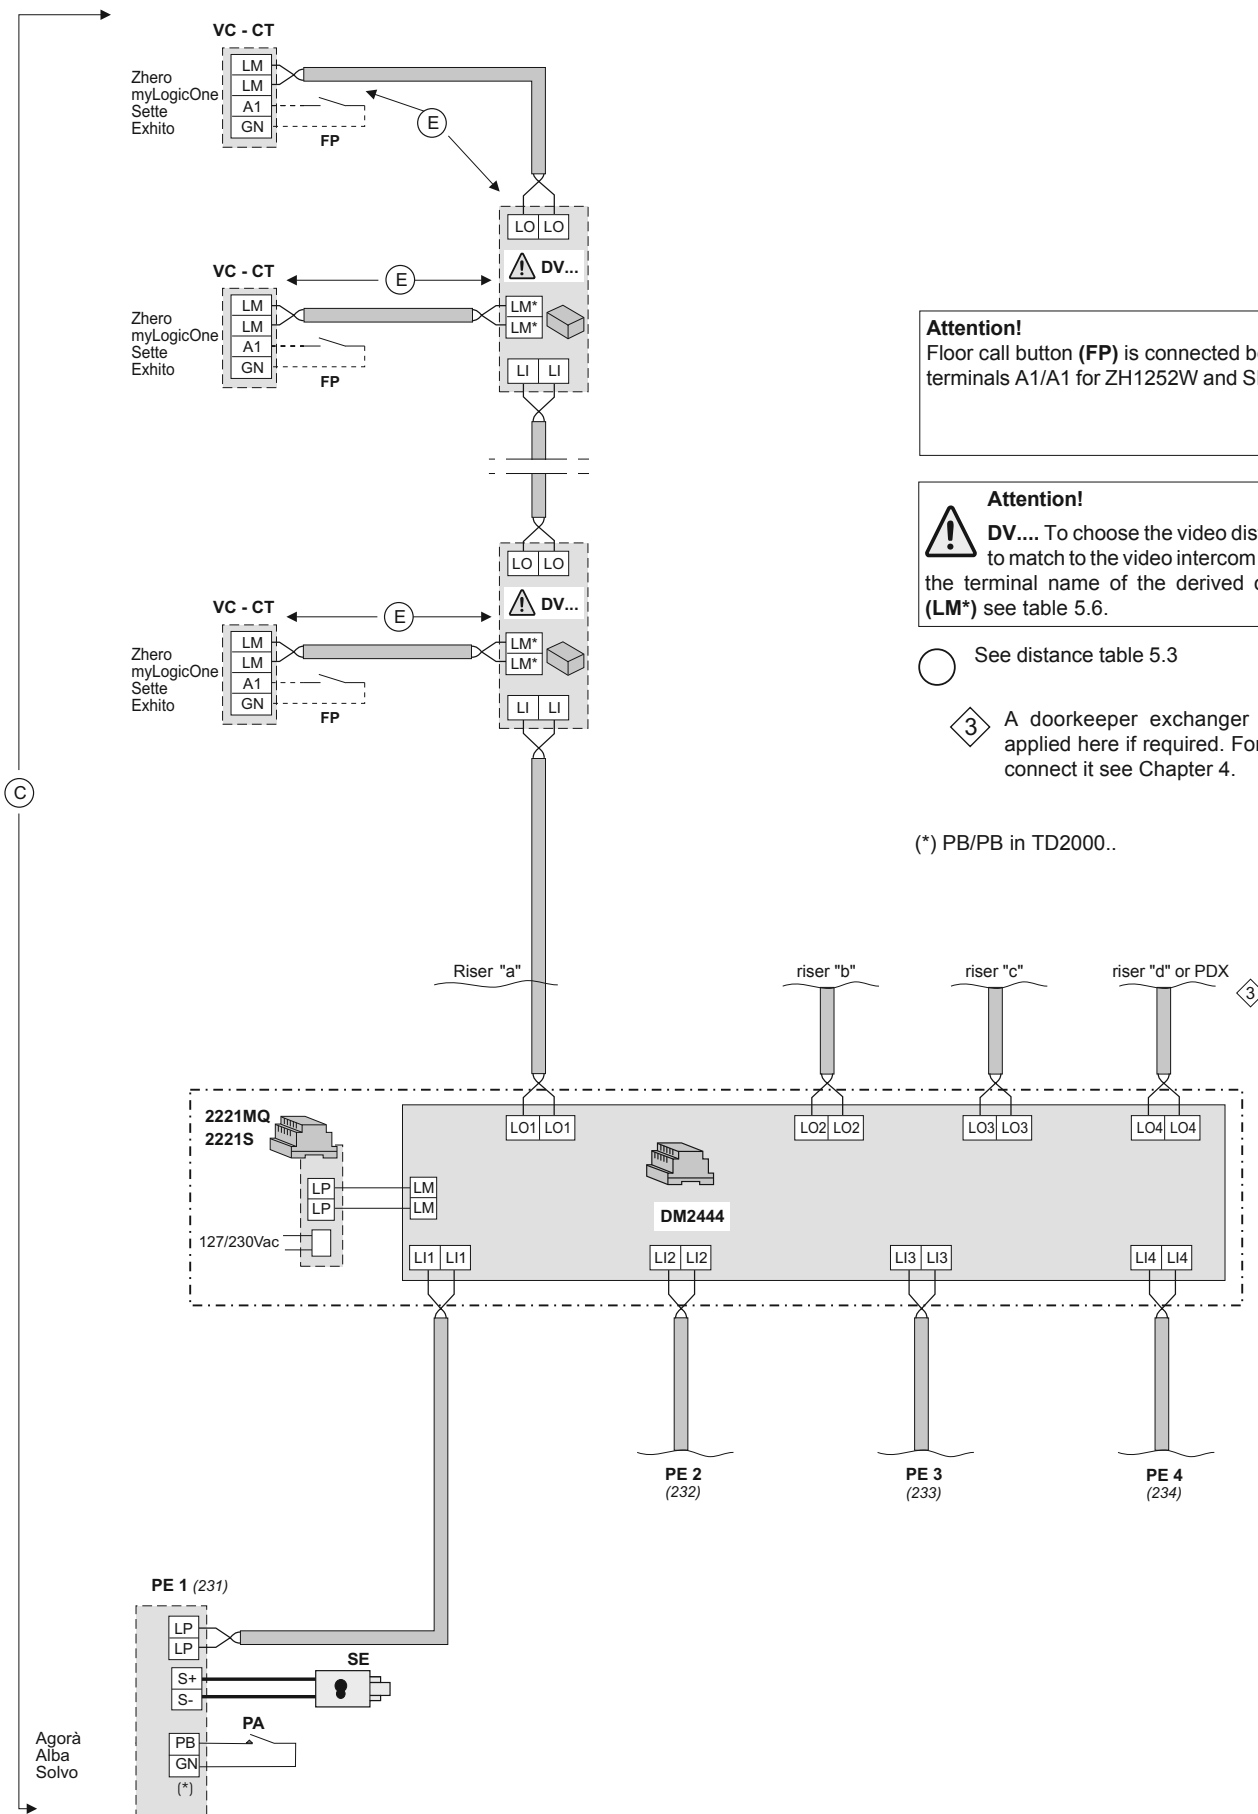 VC - CT
Zhero
myLogicOne
Sette
Exhito
LM
LM
A1
GN
FP
E
LO LO
DV...
VC - CT
Zhero
myLogicOne
Sette
Exhito
LM
LM
A1
GN
FP
E
LM*
LM*
LI LI
Attention!
Floor call button (FP) is connected
terminals A1/A1 for ZH1252W and
Attention!
DV.... To choose the video
to match to the video intercom
the terminal name of the derived
(LM*) see table 5.6.
See distance table 5.3
3 A doorkeeper exchanger
applied here if required. For
connect it see Chapter 4.
(*) PB/PB in TD2000..
LO LO
DV...
VC - CT
Zhero
myLogicOne
Sette
Exhito
LM
LM
A1
GN
FP
E
LM*
LM*
LI LI
C
Riser "a"
riser "b"
riser "c"
riser "d" or PDX
3
2221MQ
2221S
LP
LP
127/230Vac
LM
LM
LO1 LO1
LO2 LO2
LO3 LO3
LO4 LO4
DM2444
LI1 LI1
LI2 LI2
LI3 LI3
LI4 LI4
PE 2
(232)
PE 3
(233)
PE 4
(234)
PE 1 (231)
LP
LP
S+
S-
SE
PB
GN
(*)
PA
Agorà
Alba
Solvo